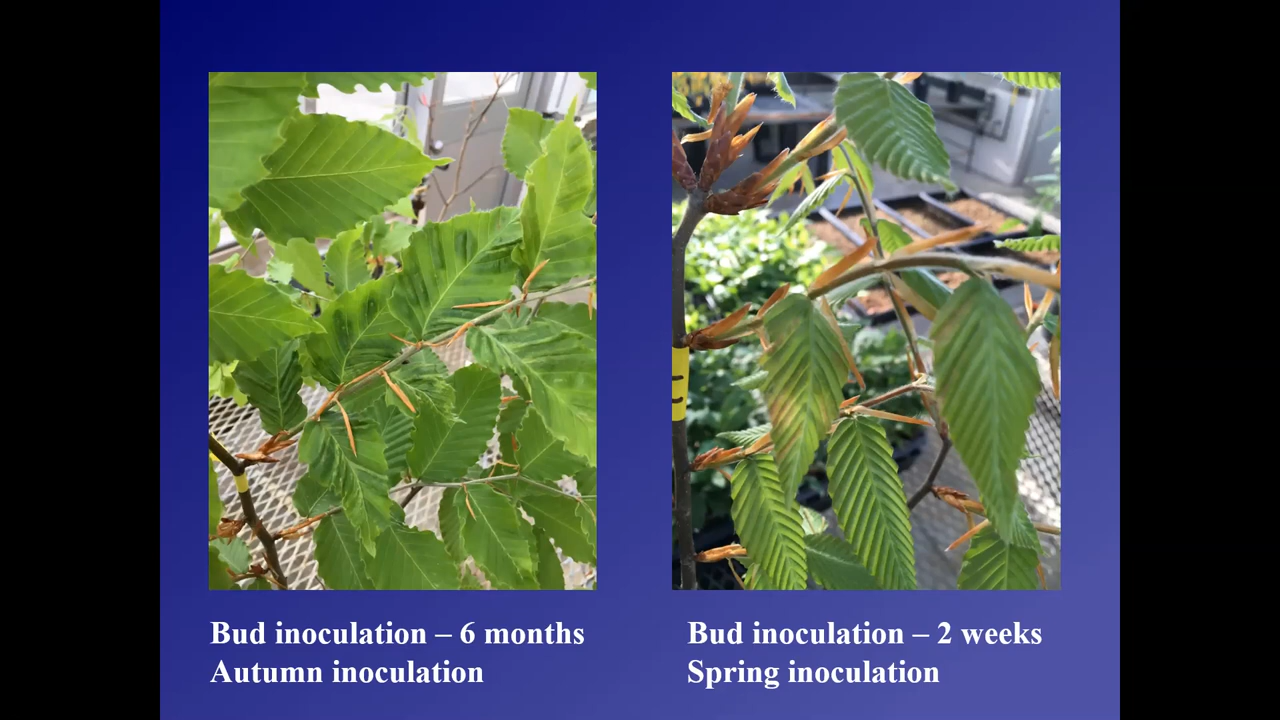 Bud inoculation – 6 months
Autumn inoculation
Bud inoculation – 2 weeks
Spring inoculation